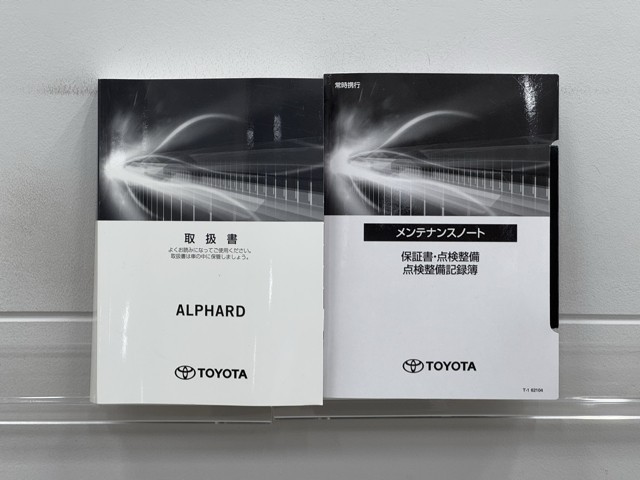 取扱書
よくお読みになってご使用ください。
取扱書は車の中に保管しましょう。
ALPHARD
TOYOTA
常時携行
メンテナンスノート
保証書・点検整備
点検整備記録簿
TOYOTA